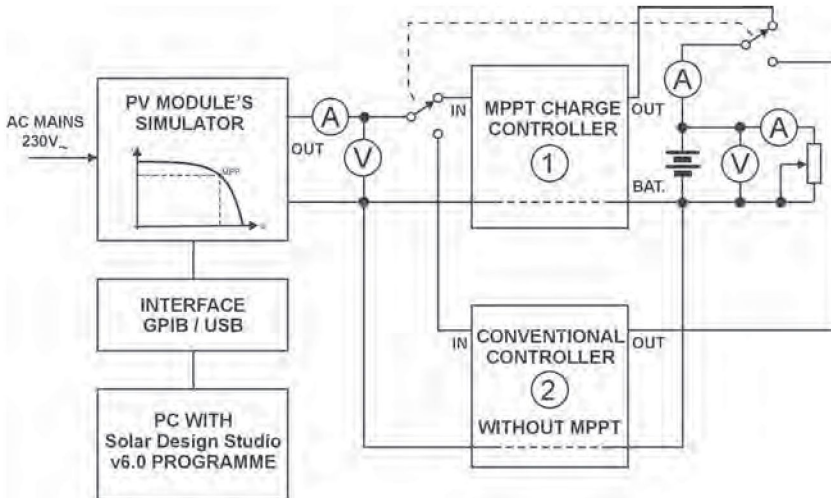 PV MODULE'S
SIMULATOR
AC MAINS
230V~
MPP
OUT
A
V
IN
MPPT CHARGE
CONTROLLER
1
OUT
A
BAT.
V
A
INTERFACE
GPIB / USB
PC WITH
Solar Design Studio
v6.0 PROGRAMME
IN
CONVENTIONAL
CONTROLLER
2
WITHOUT MPPT
OUT